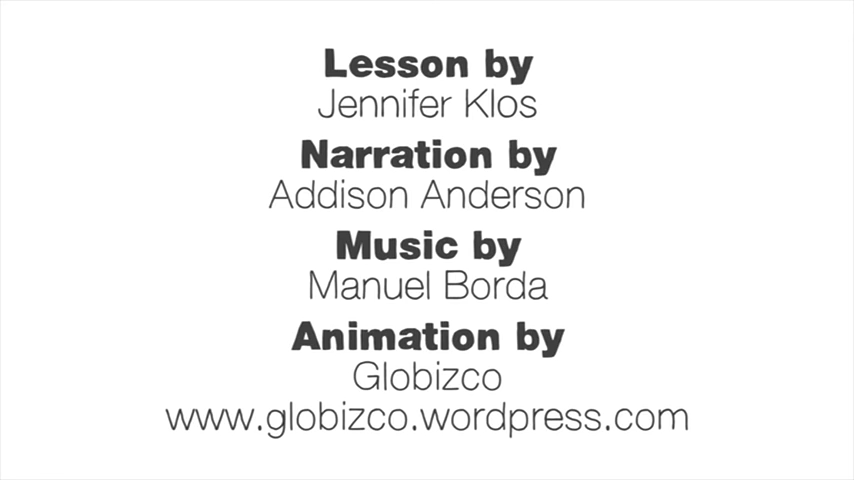 Lesson by
Jennifer Klos
Narration by
Addison Anderson
Music by
Manuel Borda
Animation by
Globizco
www.globizco.wordpress.com